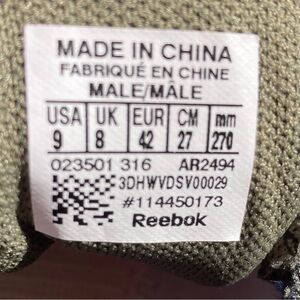 MADE IN CHINA
FABRIQUÉ EN CHINE
MALE/MÂLE
USA UK EUR CM mm
9 8 42 27 270
023501 316 AR2494
3DHWVDSV00029
#114450173
Reebok